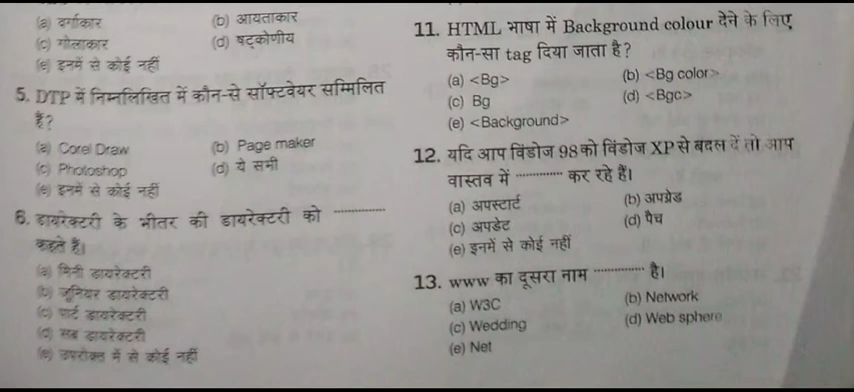 (a) वर्गाकार (b) आयताकार
(c) गोलाकार (d) षट्कोणीय
(e) इनमें से कोई नहीं
5. DTP में निम्नलिखित में कौन-से सॉफ्टवेयर सम्मिलित
हैं?
(a) Corel Draw (b) Page maker
(c) Photoshop (d) ये सभी
(e) इनमें से कोई नहीं
6. डायरेक्टरी के भीतर की डायरेक्टरी को ..............
कहते हैं।
(a) मिनी डायरेक्टरी
(b) जूनियर डायरेक्टरी
(c) पार्ट डायरेक्टरी
(d) सब डायरेक्टरी
(e) उपरोक्त में से कोई नहीं
11. HTML भाषा में Background colour देने के लिए
कौन-सा tag दिया जाता है?
(a) <Bg> (b) <Bg color>
(c) Bg (d) <Bgc>
(e) <Background>
12. यदि आप विंडोज 98 को विंडोज XP से बदल दें तो आप
वास्तव में .............. कर रहे हैं।
(a) अपस्टार्ट (b) अपग्रेड
(c) अपडेट (d) पैच
(e) इनमें से कोई नहीं
13. www का दूसरा नाम .............. है।
(a) W3C (b) Network
(c) Wedding (d) Web sphere
(e) Net